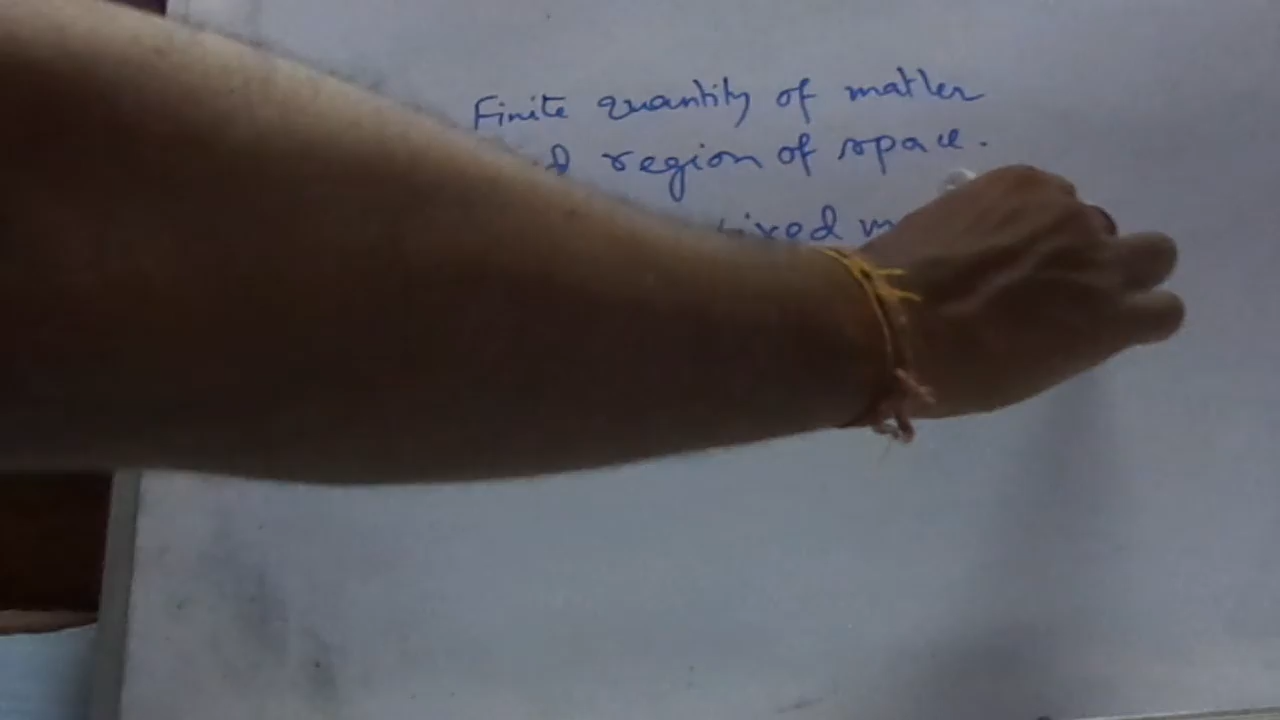 Finite quantity of matter
region of space.